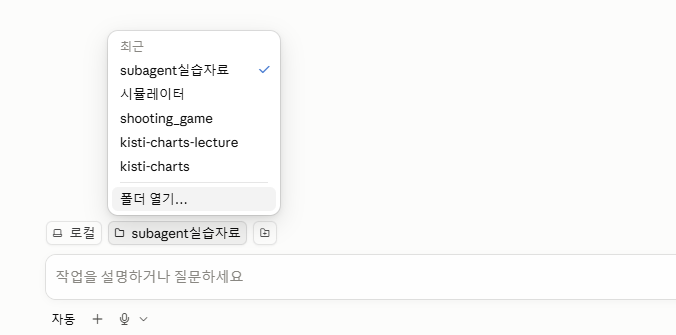 최근
subagent실습자료
시뮬레이터
shooting_game
kisti-charts-lecture
kisti-charts
폴더 열기...
로컬 subagent실습자료
작업을 설명하거나 질문하세요
자동